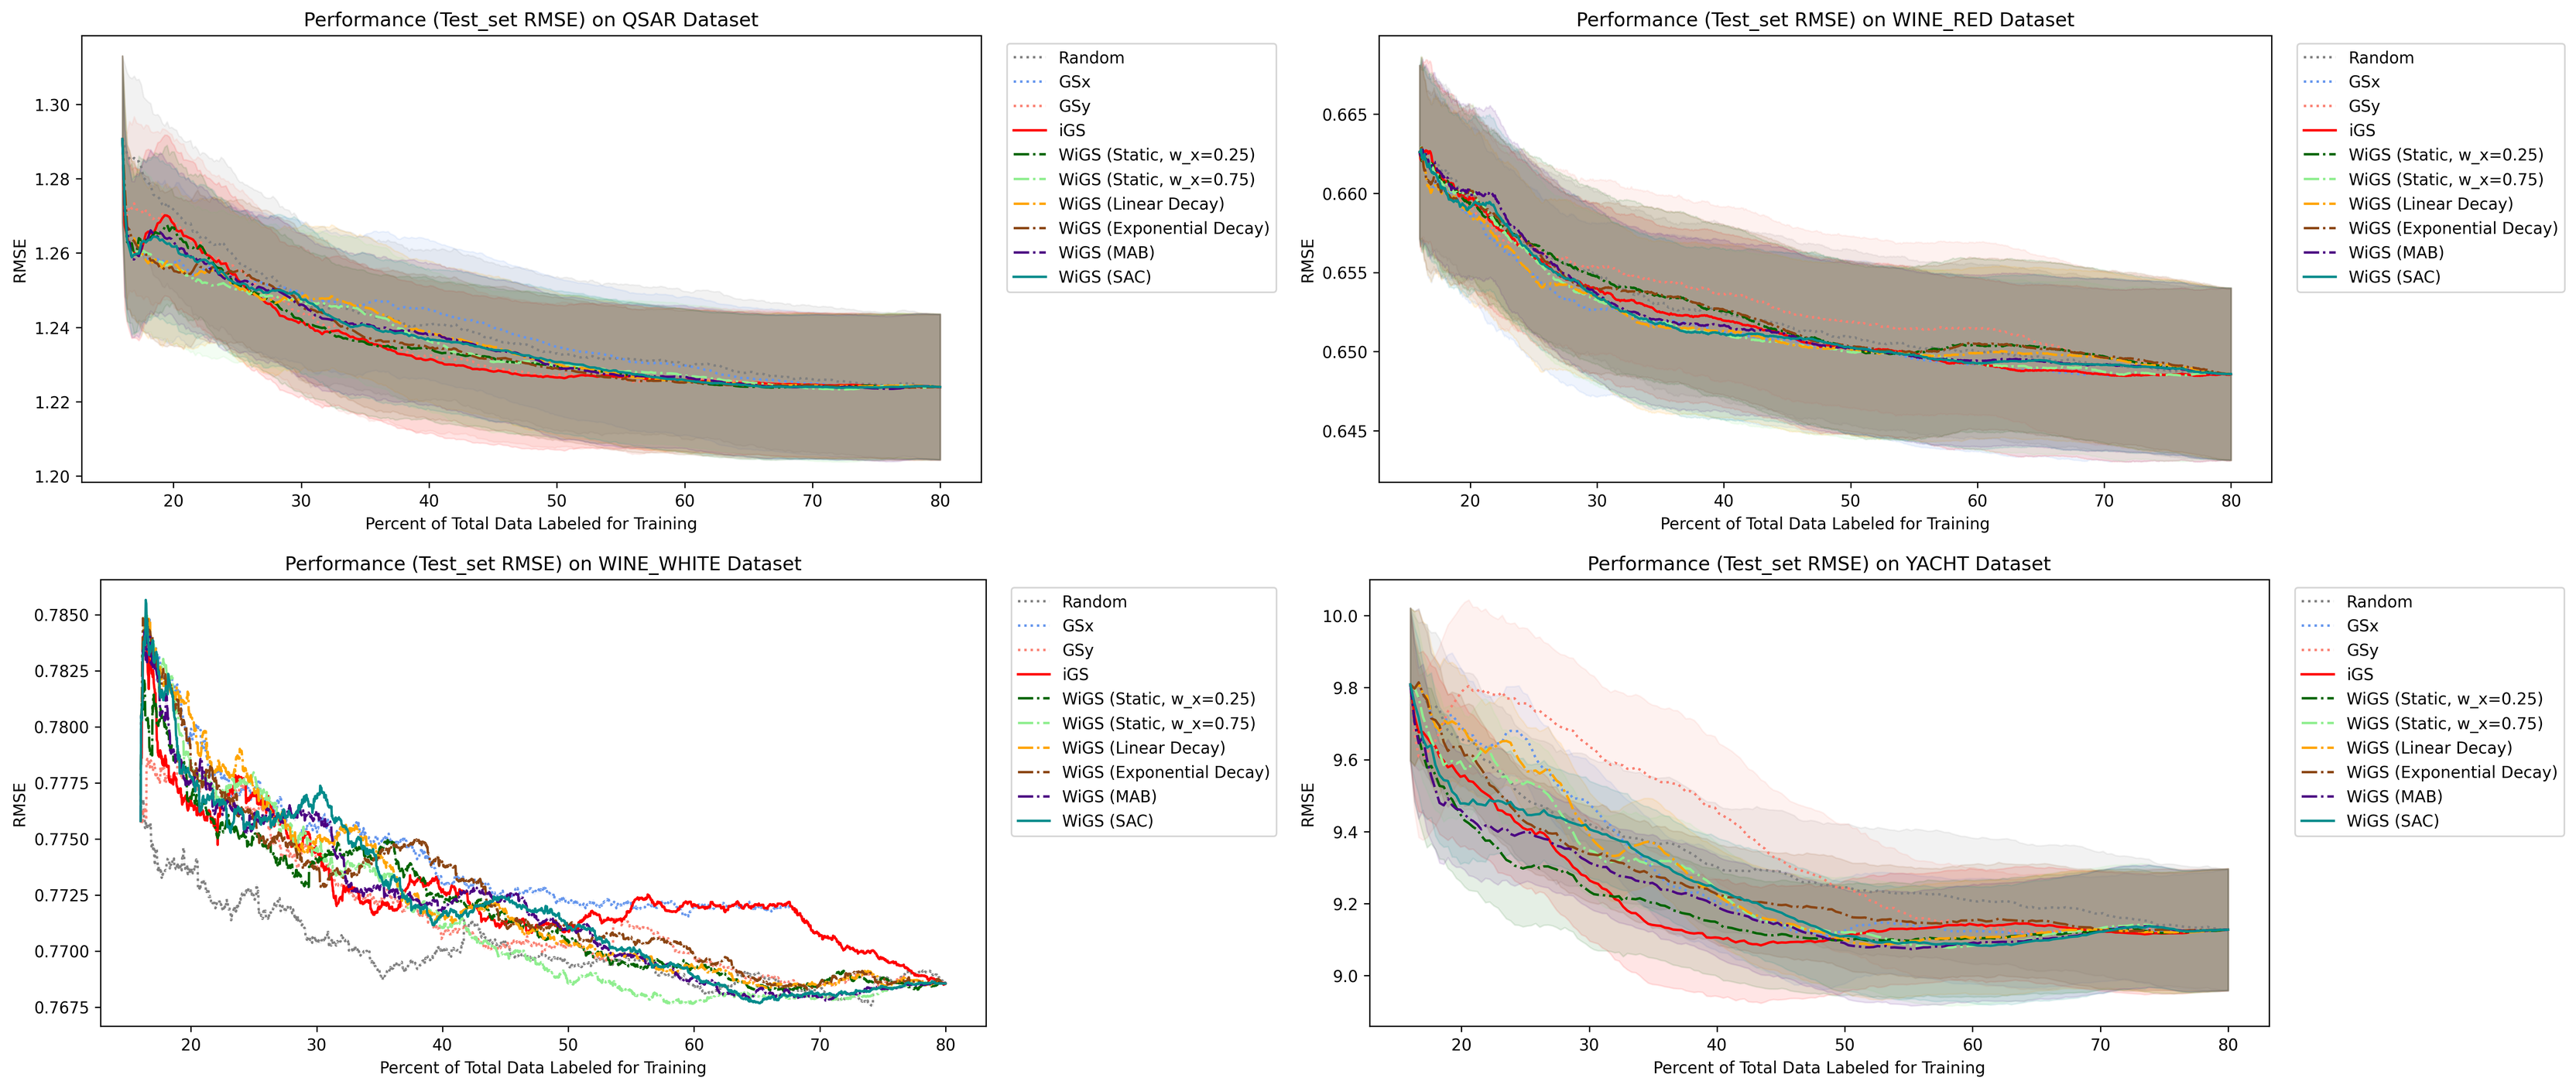 Performance (Test_set RMSE) on QSAR Dataset
RMSE
1.30
1.28
1.26
1.24
1.22
1.20
20 30 40 50 60 70 80
Percent of Total Data Labeled for Training
Random
GSx
GSy
iGS
WiGS (Static, w_x=0.25)
WiGS (Static, w_x=0.75)
WiGS (Linear Decay)
WiGS (Exponential Decay)
WiGS (MAB)
WiGS (SAC)
Performance (Test_set RMSE) on WINE_RED Dataset
RMSE
0.665
0.660
0.655
0.650
0.645
20 30 40 50 60 70 80
Percent of Total Data Labeled for Training
Random
GSx
GSy
iGS
WiGS (Static, w_x=0.25)
WiGS (Static, w_x=0.75)
WiGS (Linear Decay)
WiGS (Exponential Decay)
WiGS (MAB)
WiGS (SAC)
Performance (Test_set RMSE) on WINE_WHITE Dataset
RMSE
0.7850
0.7825
0.7800
0.7775
0.7750
0.7725
0.7700
0.7675
20 30 40 50 60 70 80
Percent of Total Data Labeled for Training
Random
GSx
GSy
iGS
WiGS (Static, w_x=0.25)
WiGS (Static, w_x=0.75)
WiGS (Linear Decay)
WiGS (Exponential Decay)
WiGS (MAB)
WiGS (SAC)
Performance (Test_set RMSE) on YACHT Dataset
RMSE
10.0
9.8
9.6
9.4
9.2
9.0
20 30 40 50 60 70 80
Percent of Total Data Labeled for Training
Random
GSx
GSy
iGS
WiGS (Static, w_x=0.25)
WiGS (Static, w_x=0.75)
WiGS (Linear Decay)
WiGS (Exponential Decay)
WiGS (MAB)
WiGS (SAC)